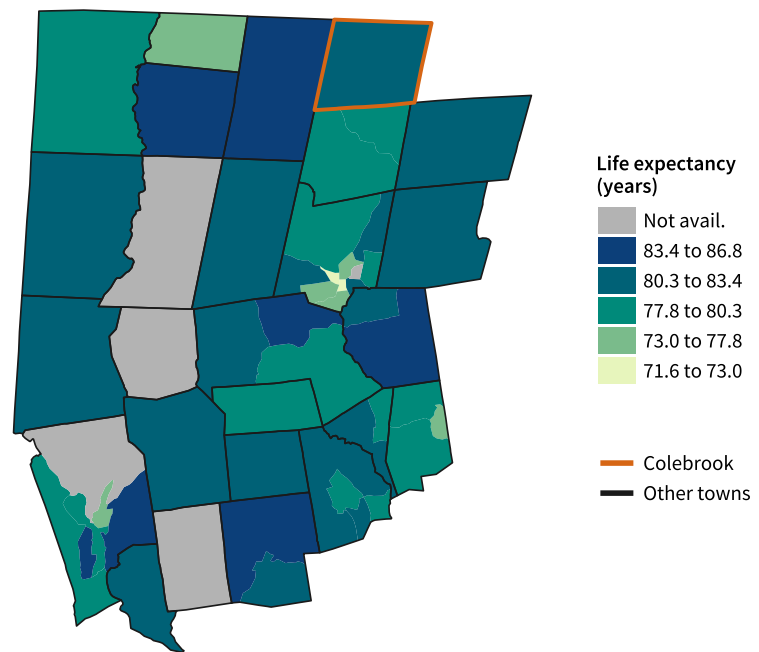 Life expectancy
(years)
Not avail.
83.4 to 86.8
80.3 to 83.4
77.8 to 80.3
73.0 to 77.8
71.6 to 73.0
Colebrook
Other towns